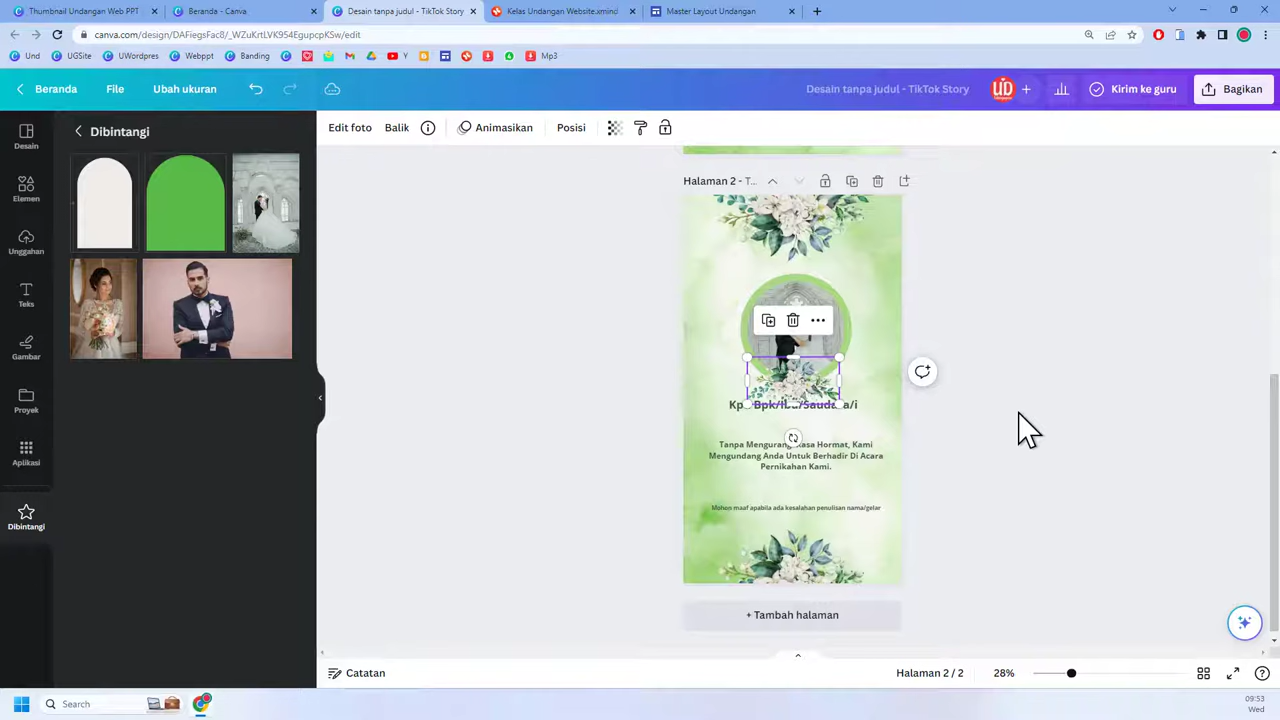 Thumbnail Undangan Web PPT
Beranda - Canva
Desain tanpa judul - TikTok Story
Kelas Undangan Website.xmind
Master Layout Undangan
canva.com/design/DAFiegsFac8/_WZuKrtLVK954EgupcpKSw/edit
Und
UGSite
UWordpres
Webppt
Banding
Y
Mp3
Beranda
File
Ubah ukuran
Desain tanpa judul - TikTok Story
UD
Kirim ke guru
Bagikan
Desain
Elemen
Unggahan
Teks
Gambar
Proyek
Aplikasi
Dibintangi
Dibintangi
Edit foto
Balik
Animasikan
Posisi
Halaman 2 - T...
Tanpa Mengurangi Rasa Hormat, Kami
Mengundang Anda Untuk Berhadir Di Acara
Pernikahan Kami.
Mohon maaf apabila ada kesalahan penulisan nama/gelar
+ Tambah halaman
Catatan
Halaman 2 / 2
28%
Search
09:53
Wed